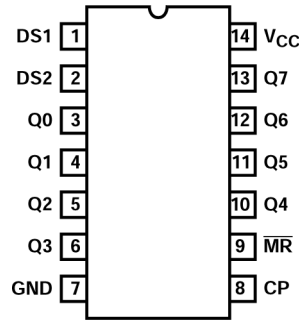 DS1 1 14 VCC
DS2 2 13 Q7
Q0 3 12 Q6
Q1 4 11 Q5
Q2 5 10 Q4
Q3 6 9 M̅R̅
GND 7 8 CP